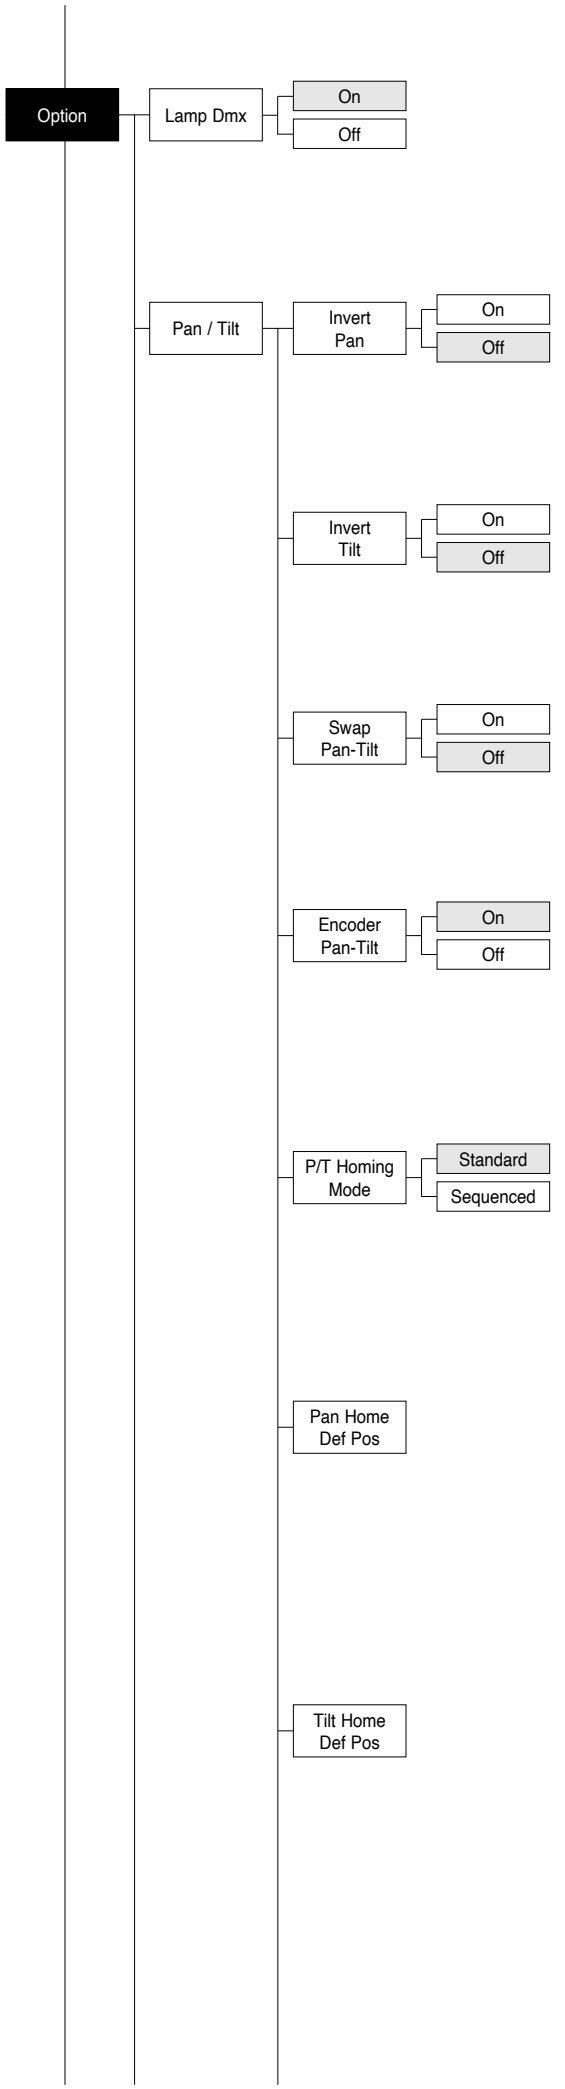 Option
Lamp Dmx
On
Off
Pan / Tilt
Invert
Pan
On
Off
Invert
Tilt
On
Off
Swap
Pan-Tilt
On
Off
Encoder
Pan-Tilt
On
Off
P/T Homing
Mode
Standard
Sequenced
Pan Home
Def Pos
Tilt Home
Def Pos